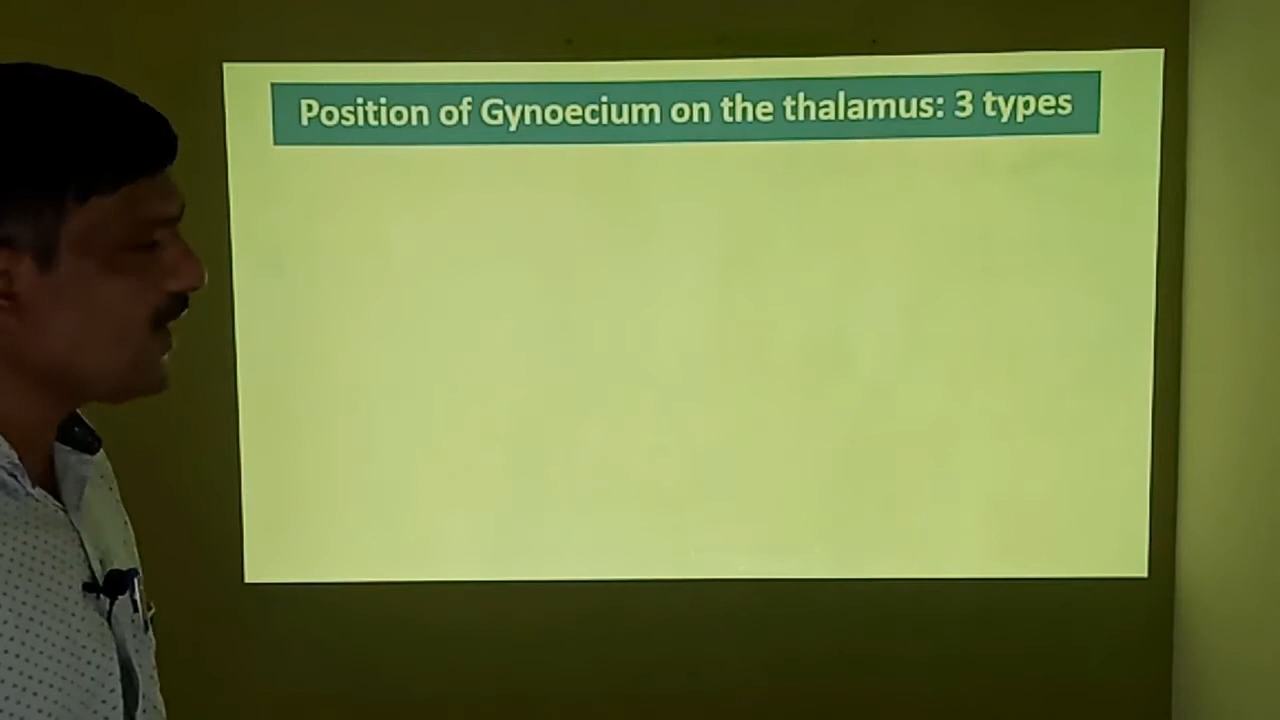 Position of Gynoecium on the thalamus: 3 types